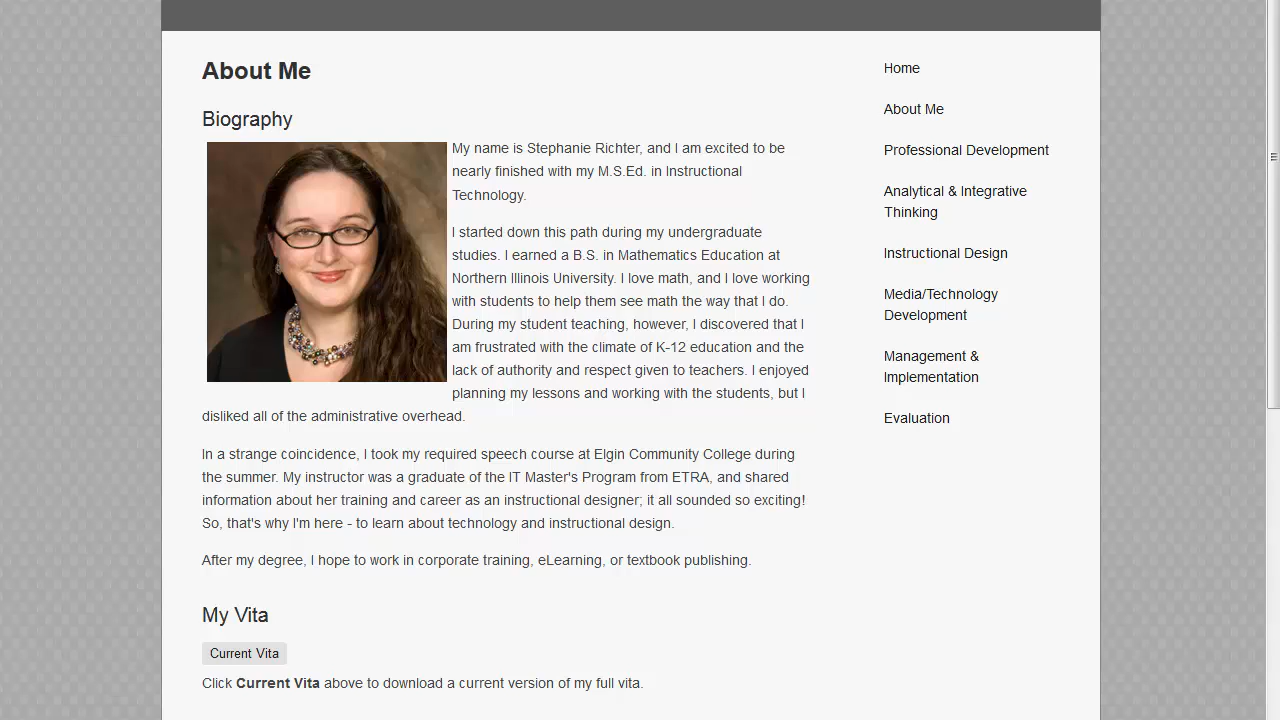 About Me
Biography
My name is Stephanie Richter, and I am excited to be
nearly finished with my M.S.Ed. in Instructional
Technology.
I started down this path during my undergraduate
studies. I earned a B.S. in Mathematics Education at
Northern Illinois University. I love math, and I love working
with students to help them see math the way that I do.
During my student teaching, however, I discovered that I
am frustrated with the climate of K-12 education and the
lack of authority and respect given to teachers. I enjoyed
planning my lessons and working with the students, but I
disliked all of the administrative overhead.
In a strange coincidence, I took my required speech course at Elgin Community College during
the summer. My instructor was a graduate of the IT Master's Program from ETRA, and shared
information about her training and career as an instructional designer; it all sounded so exciting!
So, that's why I'm here - to learn about technology and instructional design.
After my degree, I hope to work in corporate training, eLearning, or textbook publishing.
My Vita
Current Vita
Click Current Vita above to download a current version of my full vita.
Home
About Me
Professional Development
Analytical & Integrative
Thinking
Instructional Design
Media/Technology
Development
Management &
Implementation
Evaluation